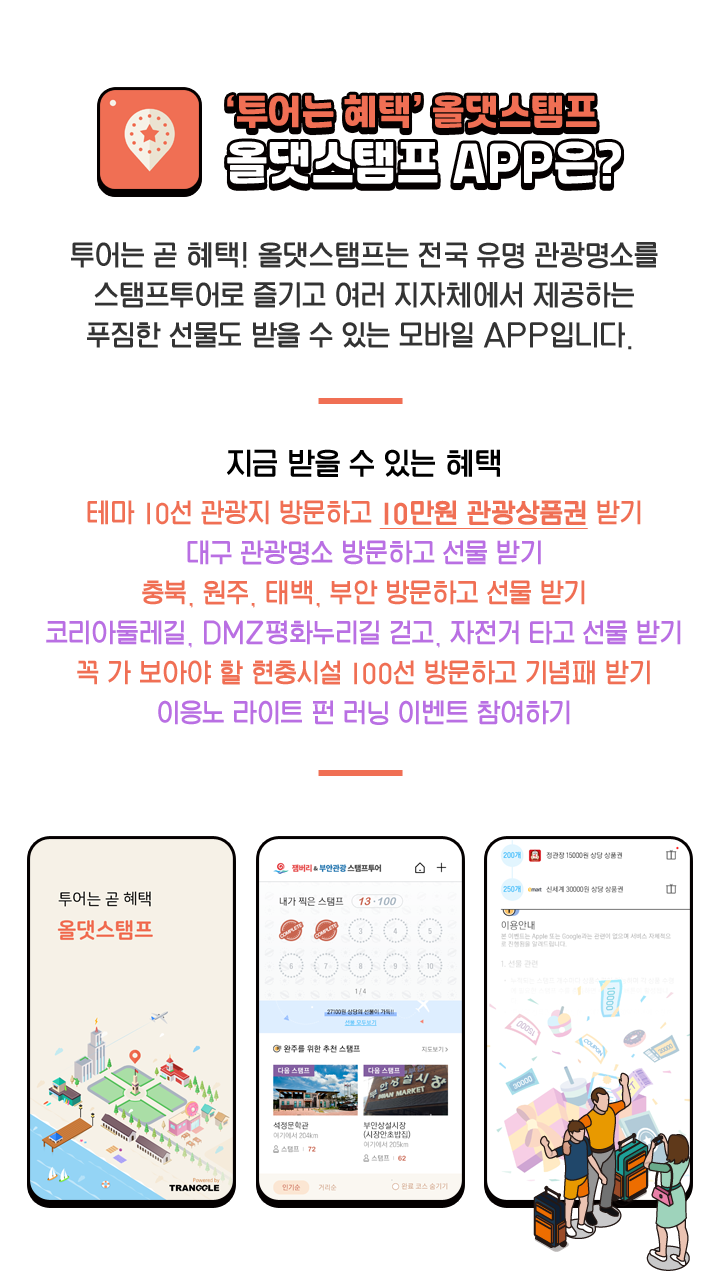 ‘투어는 혜택’ 올댓스탬프
올댓스탬프 APP은?
투어는 곧 혜택! 올댓스탬프는 전국 유명 관광명소를
스탬프투어로 즐기고 여러 지자체에서 제공하는
푸짐한 선물도 받을 수 있는 모바일 APP입니다.
지금 받을 수 있는 혜택
테마 10선 관광지 방문하고 10만원 관광상품권 받기
대구 관광명소 방문하고 선물 받기
충북, 원주, 태백, 부안 방문하고 선물 받기
코리아둘레길, DMZ평화누리길 걷고, 자전거 타고 선물 받기
꼭 가 보아야 할 현충시설 100선 방문하고 기념패 받기
이응노 라이트 펀 러닝 이벤트 참여하기
투어는 곧 혜택
올댓스탬프
Powered by
TRANGGLE
잼버리 & 부안관광 스탬프투어
내가 찍은 스탬프 13 · 100
COMPLETE COMPLETE 3 4 5
6 7 8 9 10
1 / 4
27100원 상당의 선물이 가득!!
선물 모두보기
완주를 위한 추천 스탬프 지도보기 >
다음 스탬프 다음 스탬프
부안상설시장
MARKET
석정문학관
여기에서 204km
스탬프 : 72
부안상설시장
(시장안초밥집)
여기에서 205km
스탬프 : 62
인기순 거리순 완료 코스 숨기기
200개 정관장 15000원 상당 상품권
250개 emart 신세계 30000원 상당 상품권
이용안내
본 이벤트는 Apple 또는 Google과는 관련이 없으며 서비스 자체적으
로 진행됨을 알려드립니다.
1. 선물 관련
10000
15000
COUPON
30000